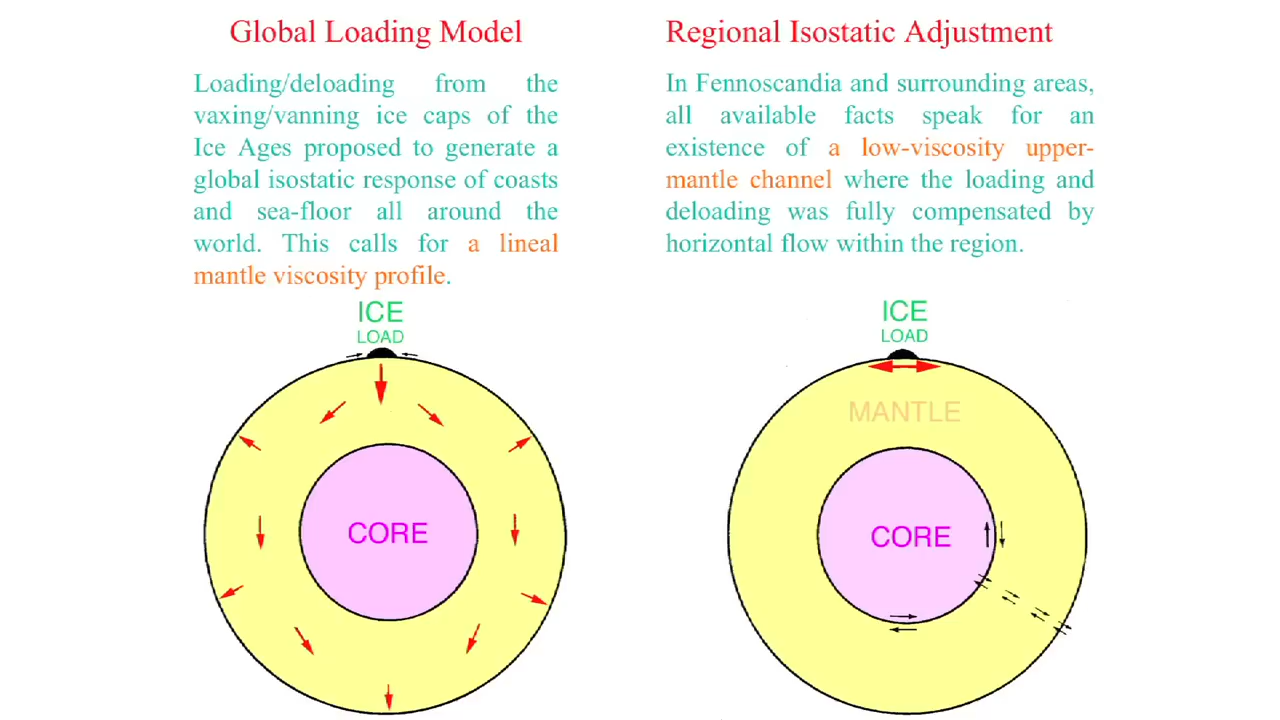 Global Loading Model
Loading/deloading from the
vaxing/vanning ice caps of the
Ice Ages proposed to generate a
global isostatic response of coasts
and sea-floor all around the
world. This calls for a lineal
mantle viscosity profile.
ICE
LOAD
CORE
Regional Isostatic Adjustment
In Fennoscandia and surrounding areas,
all available facts speak for an
existence of a low-viscosity upper-
mantle channel where the loading and
deloading was fully compensated by
horizontal flow within the region.
ICE
LOAD
MANTLE
CORE